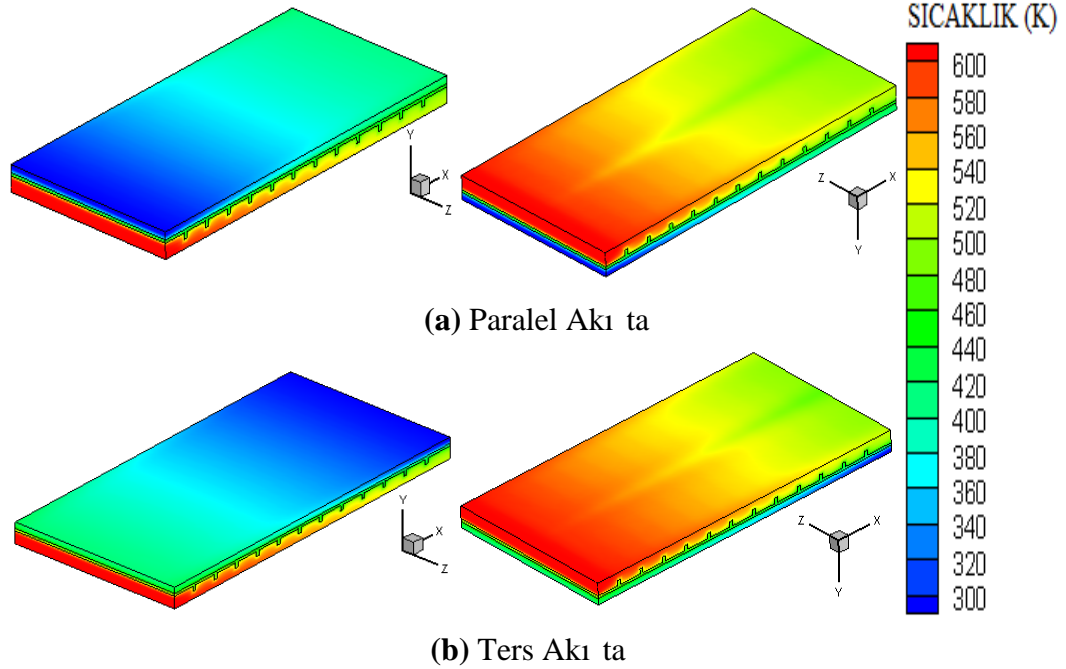 SICAKLIK (K)
600
580
560
540
520
500
480
460
440
420
400
380
360
340
320
300
Y
X
Z
Z
X
Y
(a) Paralel Akı ta
Y
X
Z
Z
X
Y
(b) Ters Akı ta